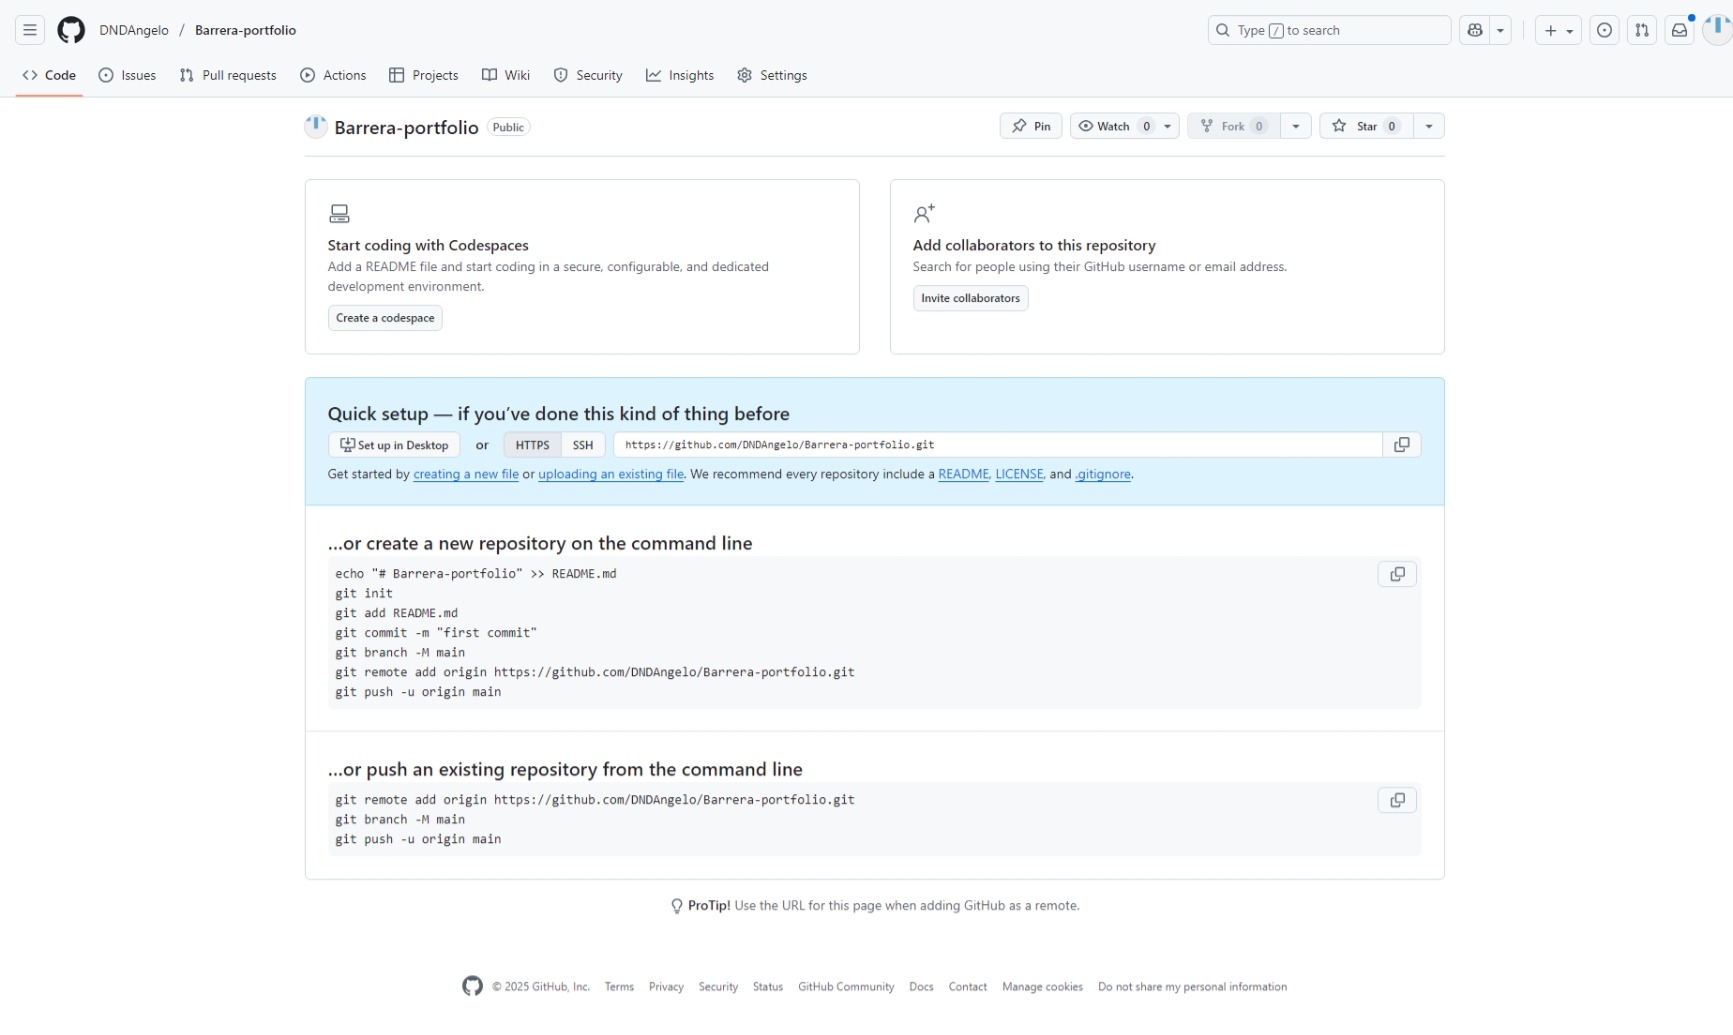 DNDAngelo / Barrera-portfolio
Type / to search
Code Issues Pull requests Actions Projects Wiki Security Insights Settings
Barrera-portfolio Public
Pin Watch 0 Fork 0 Star 0
Start coding with Codespaces
Add a README file and start coding in a secure, configurable, and dedicated
development environment.
Create a codespace
Add collaborators to this repository
Search for people using their GitHub username or email address.
Invite collaborators
Quick setup — if you’ve done this kind of thing before
Set up in Desktop or HTTPS SSH https://github.com/DNDAngelo/Barrera-portfolio.git
Get started by creating a new file or uploading an existing file. We recommend every repository include a README, LICENSE, and .gitignore.
…or create a new repository on the command line
echo "# Barrera-portfolio" >> README.md
git init
git add README.md
git commit -m "first commit"
git branch -M main
git remote add origin https://github.com/DNDAngelo/Barrera-portfolio.git
git push -u origin main
…or push an existing repository from the command line
git remote add origin https://github.com/DNDAngelo/Barrera-portfolio.git
git branch -M main
git push -u origin main
ProTip! Use the URL for this page when adding GitHub as a remote.
© 2025 GitHub, Inc. Terms Privacy Security Status GitHub Community Docs Contact Manage cookies Do not share my personal information